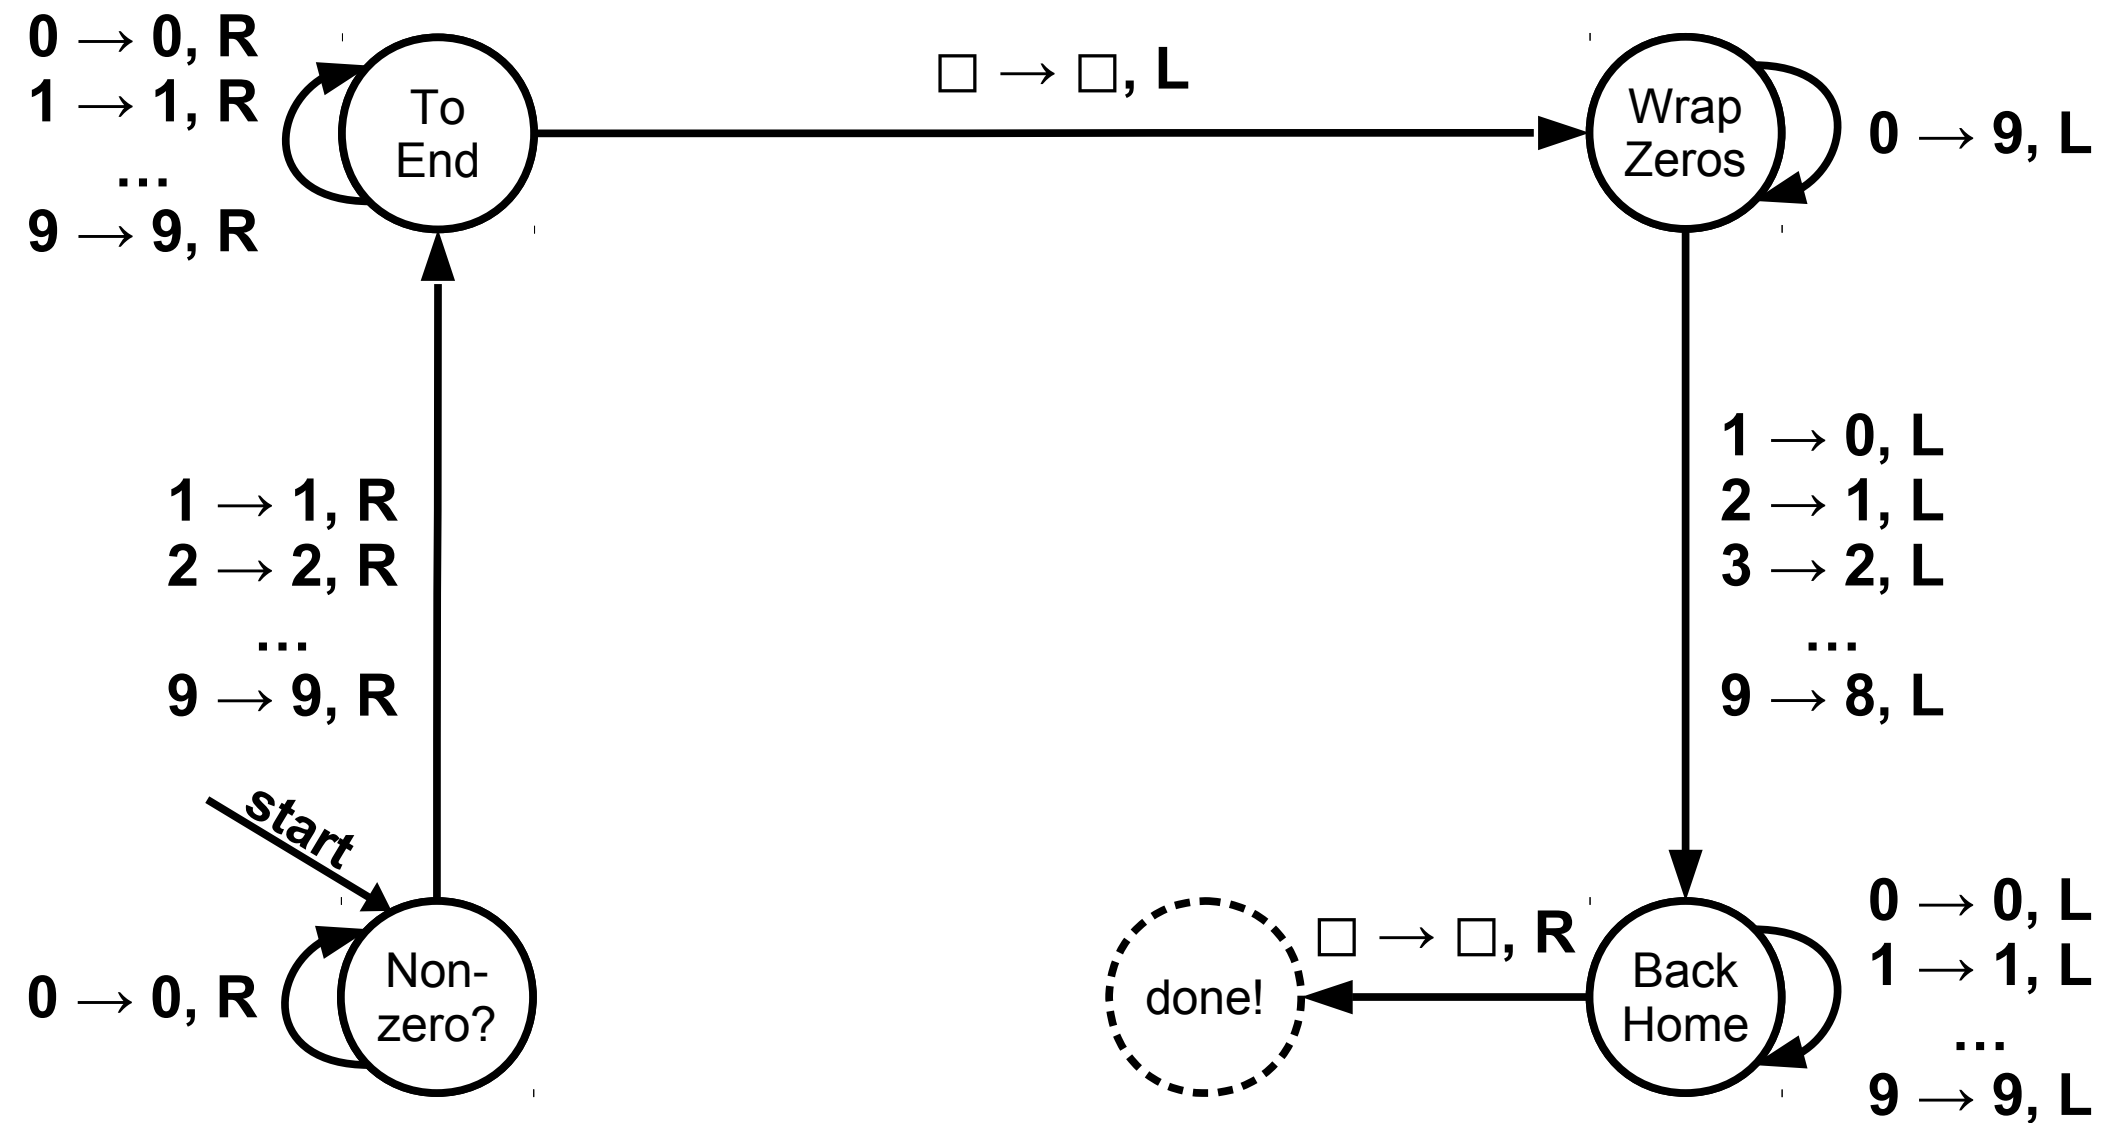 0 → 0, R
1 → 1, R
…
9 → 9, R
To
End
□ → □, L
Wrap
Zeros
0 → 9, L
1 → 1, R
2 → 2, R
…
9 → 9, R
1 → 0, L
2 → 1, L
3 → 2, L
…
9 → 8, L
start
Non-
zero?
0 → 0, R
done!
□ → □, R
Back
Home
0 → 0, L
1 → 1, L
…
9 → 9, L